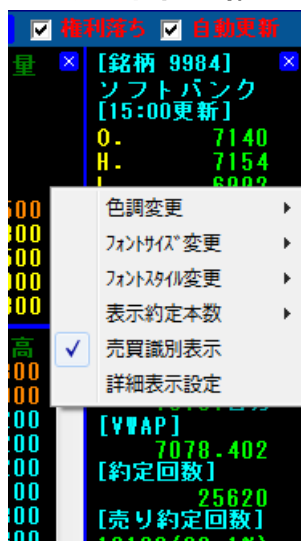 権利落ち 自動更新
量
[銘柄 9984]
ソフトバンク
[15:00更新]
O. 7140
H. 7154
色調変更
フォントサイズ変更
フォントスタイル変更
表示約定本数
売買識別表示
詳細表示設定
高
[VWAP]
7078.402
[約定回数]
25620
[売り約定回数]